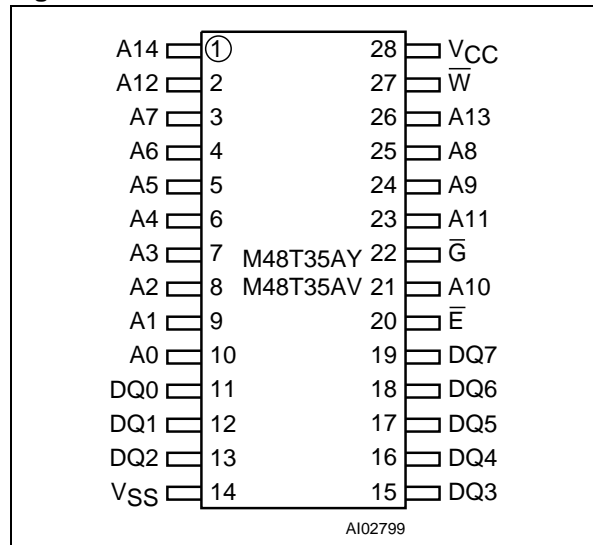 A14 1 28 VCC
A12 2 27 W̅
A7 3 26 A13
A6 4 25 A8
A5 5 24 A9
A4 6 23 A11
A3 7 M48T35AY 22 G̅
A2 8 M48T35AV 21 A10
A1 9 20 E̅
A0 10 19 DQ7
DQ0 11 18 DQ6
DQ1 12 17 DQ5
DQ2 13 16 DQ4
VSS 14 15 DQ3
AI02799